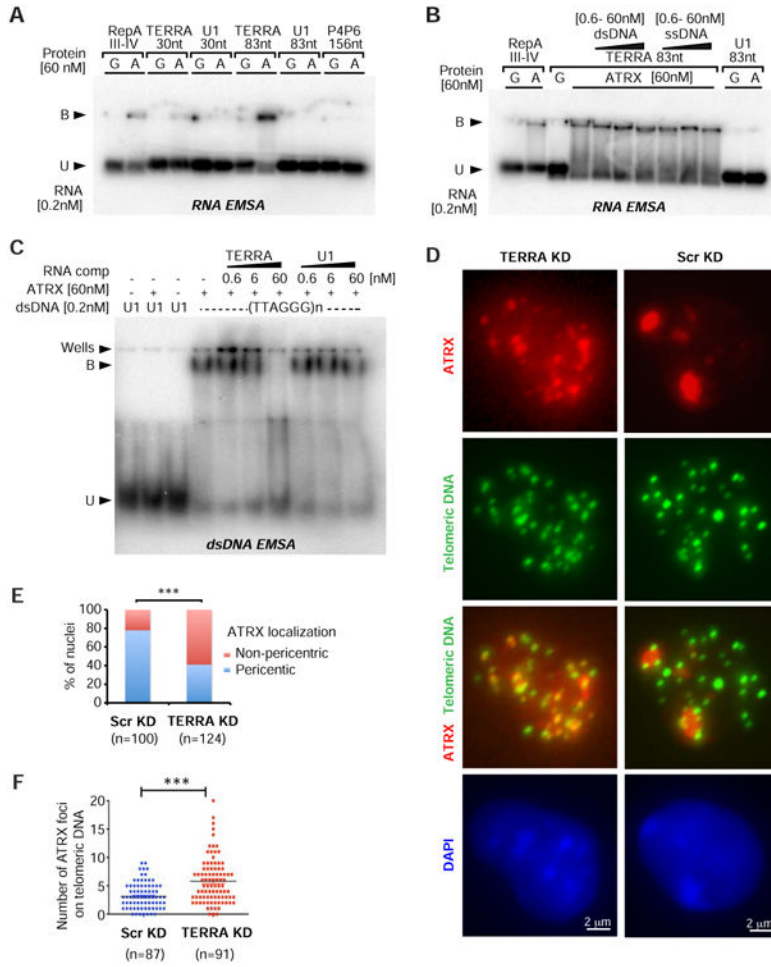 A
RepA TERRA U1 TERRA U1 P4P6
III-IV 30nt 30nt 83nt 83nt 156nt
Protein
[60 nM] G A G A G A G A G A G A
B
U
RNA
[0.2nM]
RNA EMSA
B
[0.6- 60nM] [0.6- 60nM]
dsDNA ssDNA
RepA U1
III-IV TERRA 83nt 83nt
Protein
[60nM] G A G ATRX [60nM] G A
B
U
RNA
[0.2nM]
RNA EMSA
C
TERRA U1
RNA comp - - - - 0.6 6 60 0.6 6 60 [nM]
ATRX [60nM] - + - + + + + + + + +
dsDNA [0.2nM] U1 U1 U1 --------(TTAGGG)n-----
Wells
B
U
dsDNA EMSA
D
TERRA KD Scr KD
ATRX
Telomeric DNA
ATRX Telomeric DNA
DAPI
2 μm
2 μm
E
100
80
60
40
20
0
% of nuclei
***
ATRX localization
Non-pericentric
Pericentic
Scr KD TERRA KD
(n=100) (n=124)
F
20
15
10
5
0
Number of ATRX foci
on telomeric DNA
***
Scr KD TERRA KD
(n=87) (n=91)